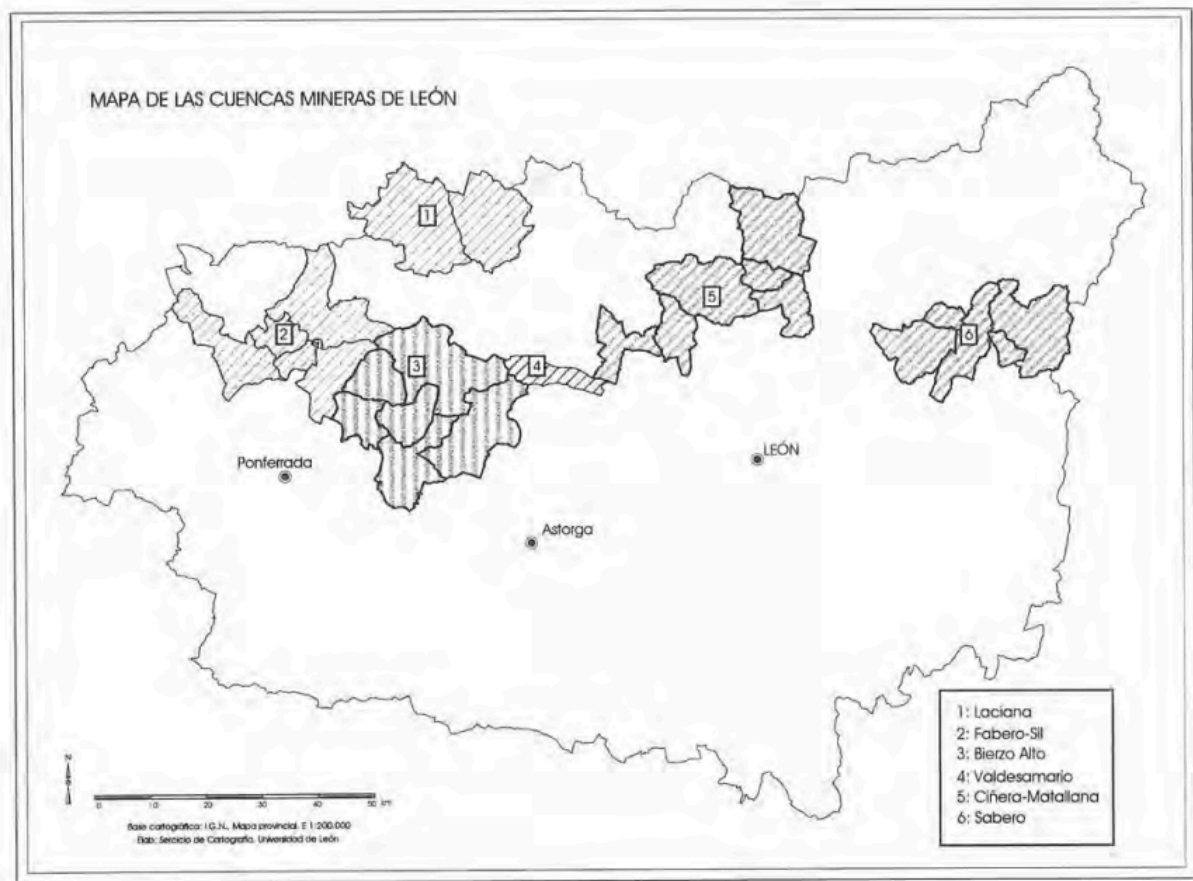 MAPA DE LAS CUENCAS MINERAS DE LEÓN
1
2
3
4
5
6
Ponferrada
LEÓN
Astorga
1: Laciana
2: Fabero-Sil
3: Bierzo Alto
4: Valdesamario
5: Ciñera-Matallana
6: Sabero
N
0 10 20 30 40 50 km
Base cartográfica: I.G.N., Mapa provincial. E 1:200.000
Elab: Servicio de Cartografía. Universidad de León